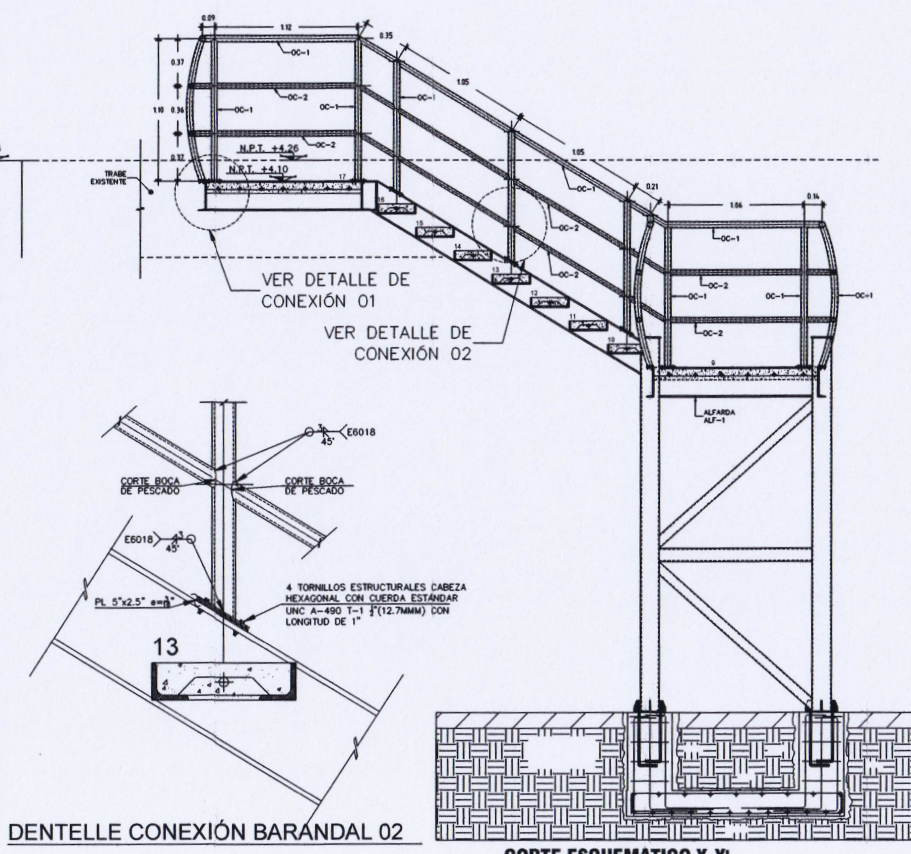 0.09
1.12
0.35
OC-1
0.37
1.05
OC-2
OC-1
1.10
0.36
OC-1
OC-1
OC-2
0.37
N.P.T. +4.26
1.05
N.P.T. +4.10
17
OC-1
TRABE
EXISTENTE
0.21
1.06
0.14
16
15
OC-2
OC-1
14
OC-2
13
OC-2
VER DETALLE DE
CONEXIÓN 01
12
OC-1
OC-1
OC-1
11
VER DETALLE DE
CONEXIÓN 02
10
OC-2
ALFARDA
ALF-1
3
45°
E6018
CORTE BOCA
DE PESCADO
CORTE BOCA
DE PESCADO
E6018
3
45°
4 TORNILLOS ESTRUCTURALES CABEZA
HEXAGONAL CON CUERDA ESTÁNDAR
UNC A-490 T-1 (12.7MMM) CON
LONGITUD DE 1"
PL 5"x2.5"
13
DENTELLE CONEXIÓN BARANDAL 02
CORTE ESQUEMATICO X-X'